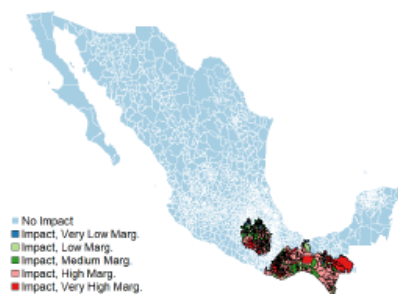 No Impact
Impact, Very Low Marg.
Impact, Low Marg.
Impact, Medium Marg.
Impact, High Marg.
Impact, Very High Marg.